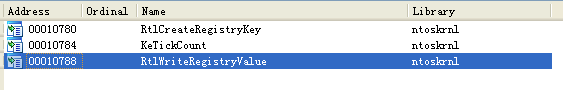 Address Ordinal Name Library
00010780 RtlCreateRegistryKey ntoskrnl
00010784 KeTickCount ntoskrnl
00010788 RtlWriteRegistryValue ntoskrnl